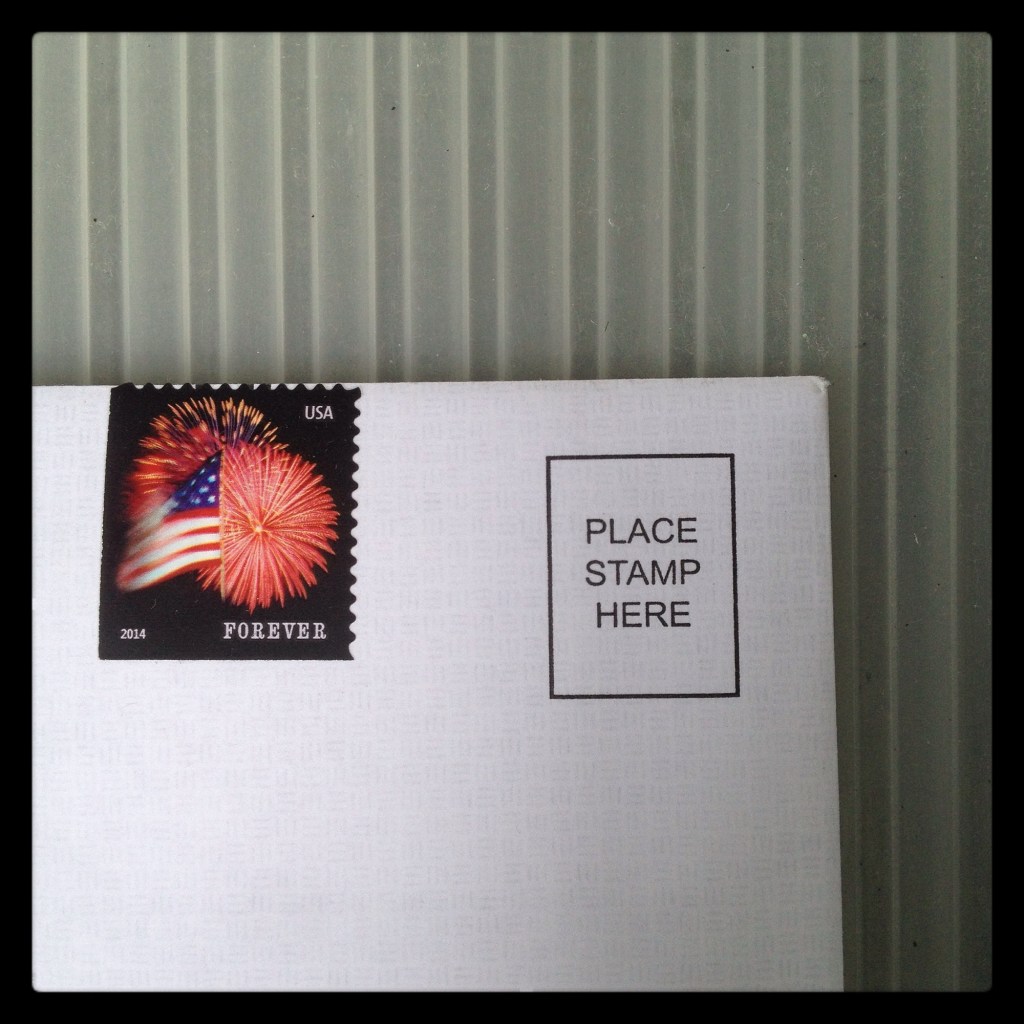 USA
2014
FOREVER
PLACE
STAMP
HERE